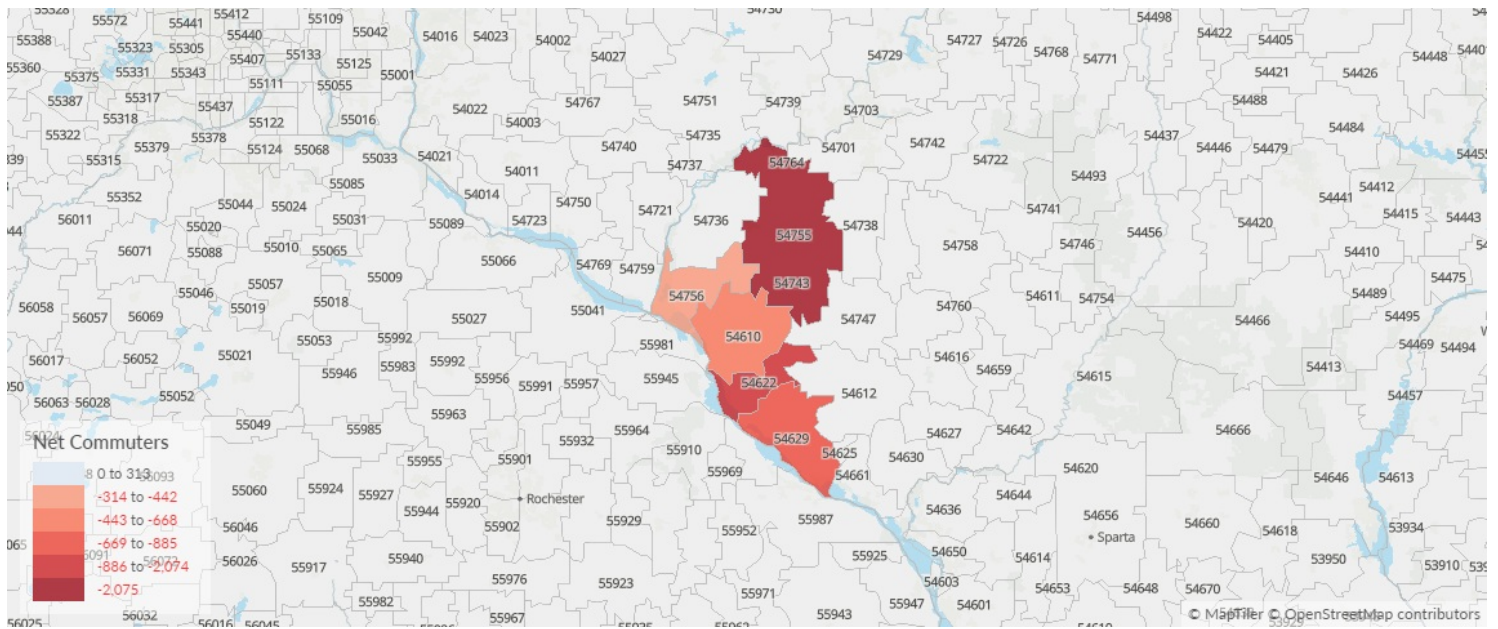 55328 55572 55441 55412 55109 55042 54016 54023 54002 54730 54498 54422 54405
55388 55323 55305 55440 55133 54027 54729 54727 54726 54768 54771 54448
55360 55375 55331 55343 55407 55125 55001 54421 54426
55387 55317 55437 55111 55055 54022 54767 54751 54739 54703 54488
55322 55318 55378 55122 55016 54003 54735 54701 54742 54437 54446 54479 54484
55315 55379 55124 55068 55033 54021 54740 54737 54764 54722 54455
55352 55085 54011 54493 54441 54412
56011 55044 55024 55031 54014 54723 54750 54721 54736 54741 54420 54415 54443
55020 55089 54755 54738 54456
56071 55088 55010 55065 55066 54769 54759 54758 54746 54410
55057 55009 54743 54475
56058 55046 55019 55018 55041 54756 54760 54611 54754 54489
56057 56069 55027 54747 54466 54495
55053 55992 55981 54610 54469 54494
56017 56052 55021 55983 55992 54616 54413
55946 55956 55991 55957 55945 54622 54659 54615
56063 56028 55052 54612 54457
55049 55985 55963 55932 55964 54629 54627 54642 54666
55955 55901 55910 54625 54630
55969 54661 54620 54646 54613
55060 55924 55927 Rochester 54644
55944 55920 54636 54656 54660
56046 55902 55929 55952 55987 Sparta 54618 53934
56026 55917 55940 55925 54650 54614 53950 53910
55976 55923 54603 54653 54648 54670
56032 55982 55971 55947 54601
56025 56016 56045 55967 55943
Net Commuters
0 to 313
-314 to -442
-443 to -668
-669 to -885
-886 to -2,074
-2,075
© MapTiler © OpenStreetMap contributors